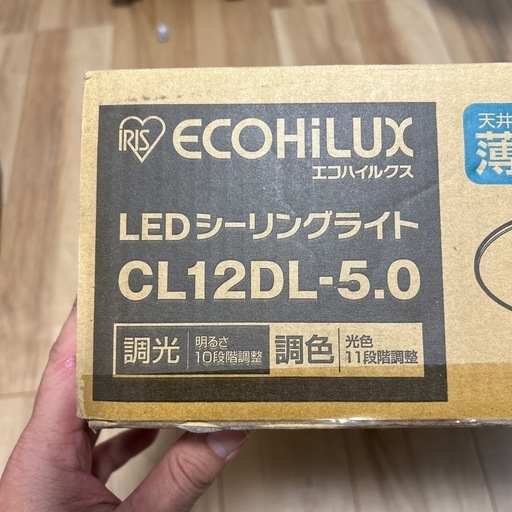 IRIS
ECOHiLUX
エコハイルクス
LEDシーリングライト
CL12DL-5.0
調光 明るさ 10段階調整
調色 光色 11段階調整
天井
薄